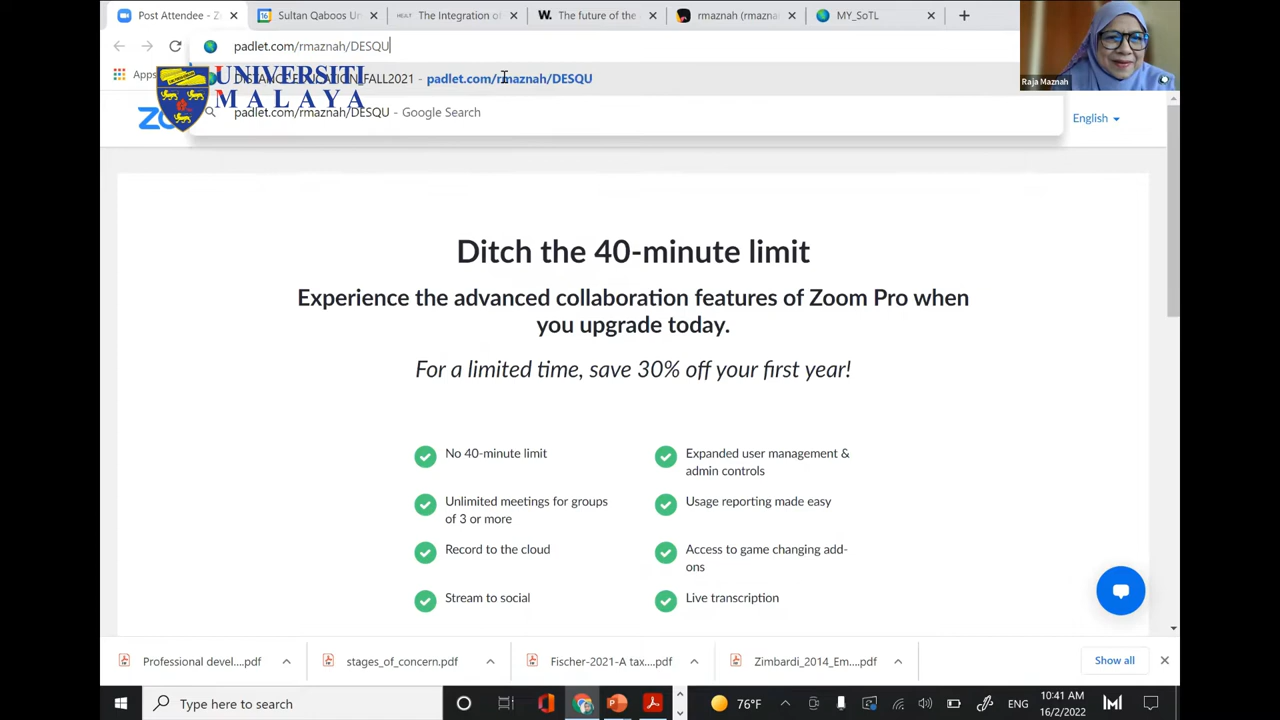 Post Attendee - Z
Sultan Qaboos Un
The Integration of
The future of the
rmaznah (rmazna
MY_SoTL
padlet.com/rmaznah/DESQU
Apps
DISTANCE EDUCATION FALL2021 - padlet.com/rmaznah/DESQU
UNIVERSITI
MALAYA
padlet.com/rmaznah/DESQU - Google Search
Raja Maznah
English
Ditch the 40-minute limit
Experience the advanced collaboration features of Zoom Pro when
you upgrade today.
For a limited time, save 30% off your first year!
No 40-minute limit
Unlimited meetings for groups
of 3 or more
Record to the cloud
Stream to social
Expanded user management &
admin controls
Usage reporting made easy
Access to game changing add-
ons
Live transcription
Professional devel....pdf
stages_of_concern.pdf
Fischer-2021-A tax....pdf
Zimbardi_2014_Em....pdf
Show all
Type here to search
76°F
ENG
10:41 AM
16/2/2022